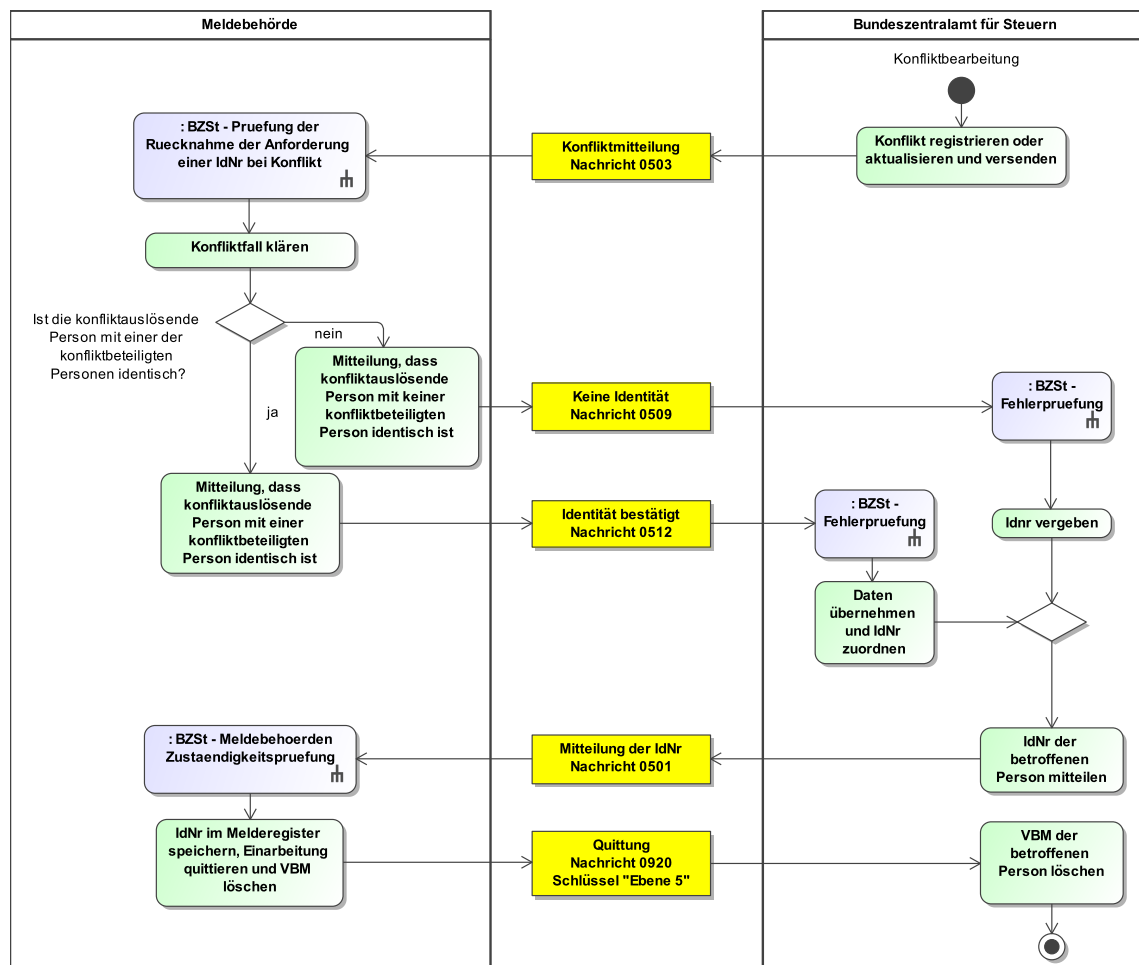 Meldebehörde
Bundeszentralamt für Steuern
Konfliktbearbeitung
Konflikt registrieren oder
aktualisieren und versenden
Konfliktmitteilung
Nachricht 0503
: BZSt - Pruefung der
Ruecknahme der Anforderung
einer IdNr bei Konflikt
Konfliktfall klären
Ist die konfliktauslösende
Person mit einer der
konfliktbeteiligten
Personen identisch?
nein
ja
Mitteilung, dass
konfliktauslösende
Person mit keiner
konfliktbeteiligten
Person identisch ist
Keine Identität
Nachricht 0509
: BZSt -
Fehlerpruefung
Mitteilung, dass
konfliktauslösende
Person mit einer
konfliktbeteiligten
Person identisch ist
Identität bestätigt
Nachricht 0512
: BZSt -
Fehlerpruefung
Idnr vergeben
Daten
übernehmen
und IdNr
zuordnen
IdNr der
betroffenen
Person mitteilen
Mitteilung der IdNr
Nachricht 0501
: BZSt - Meldebehoerden
Zustaendigkeitspruefung
IdNr im Melderegister
speichern, Einarbeitung
quittieren und VBM
löschen
Quittung
Nachricht 0920
Schlüssel "Ebene 5"
VBM der
betroffenen
Person löschen